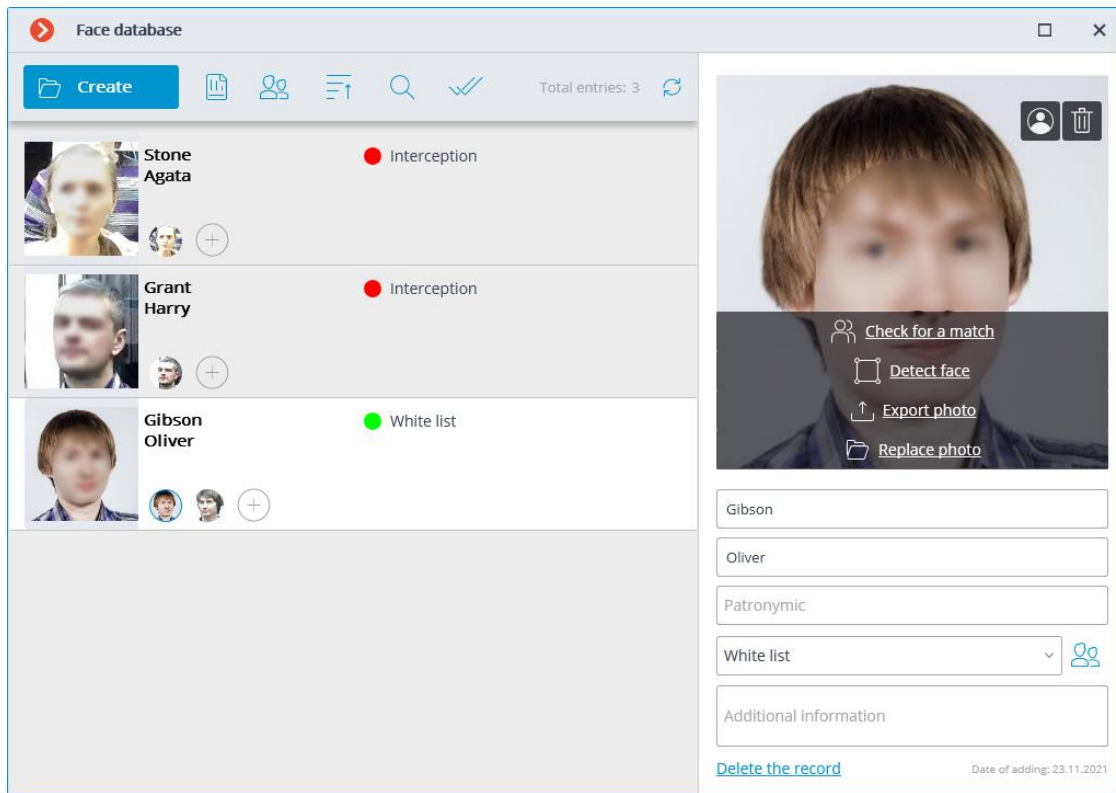 Face database
Create
Total entries: 3
Stone
Agata
Interception
Grant
Harry
Interception
Gibson
Oliver
White list
Check for a match
Detect face
Export photo
Replace photo
Gibson
Oliver
Patronymic
White list
Additional information
Delete the record
Date of adding: 23.11.2021